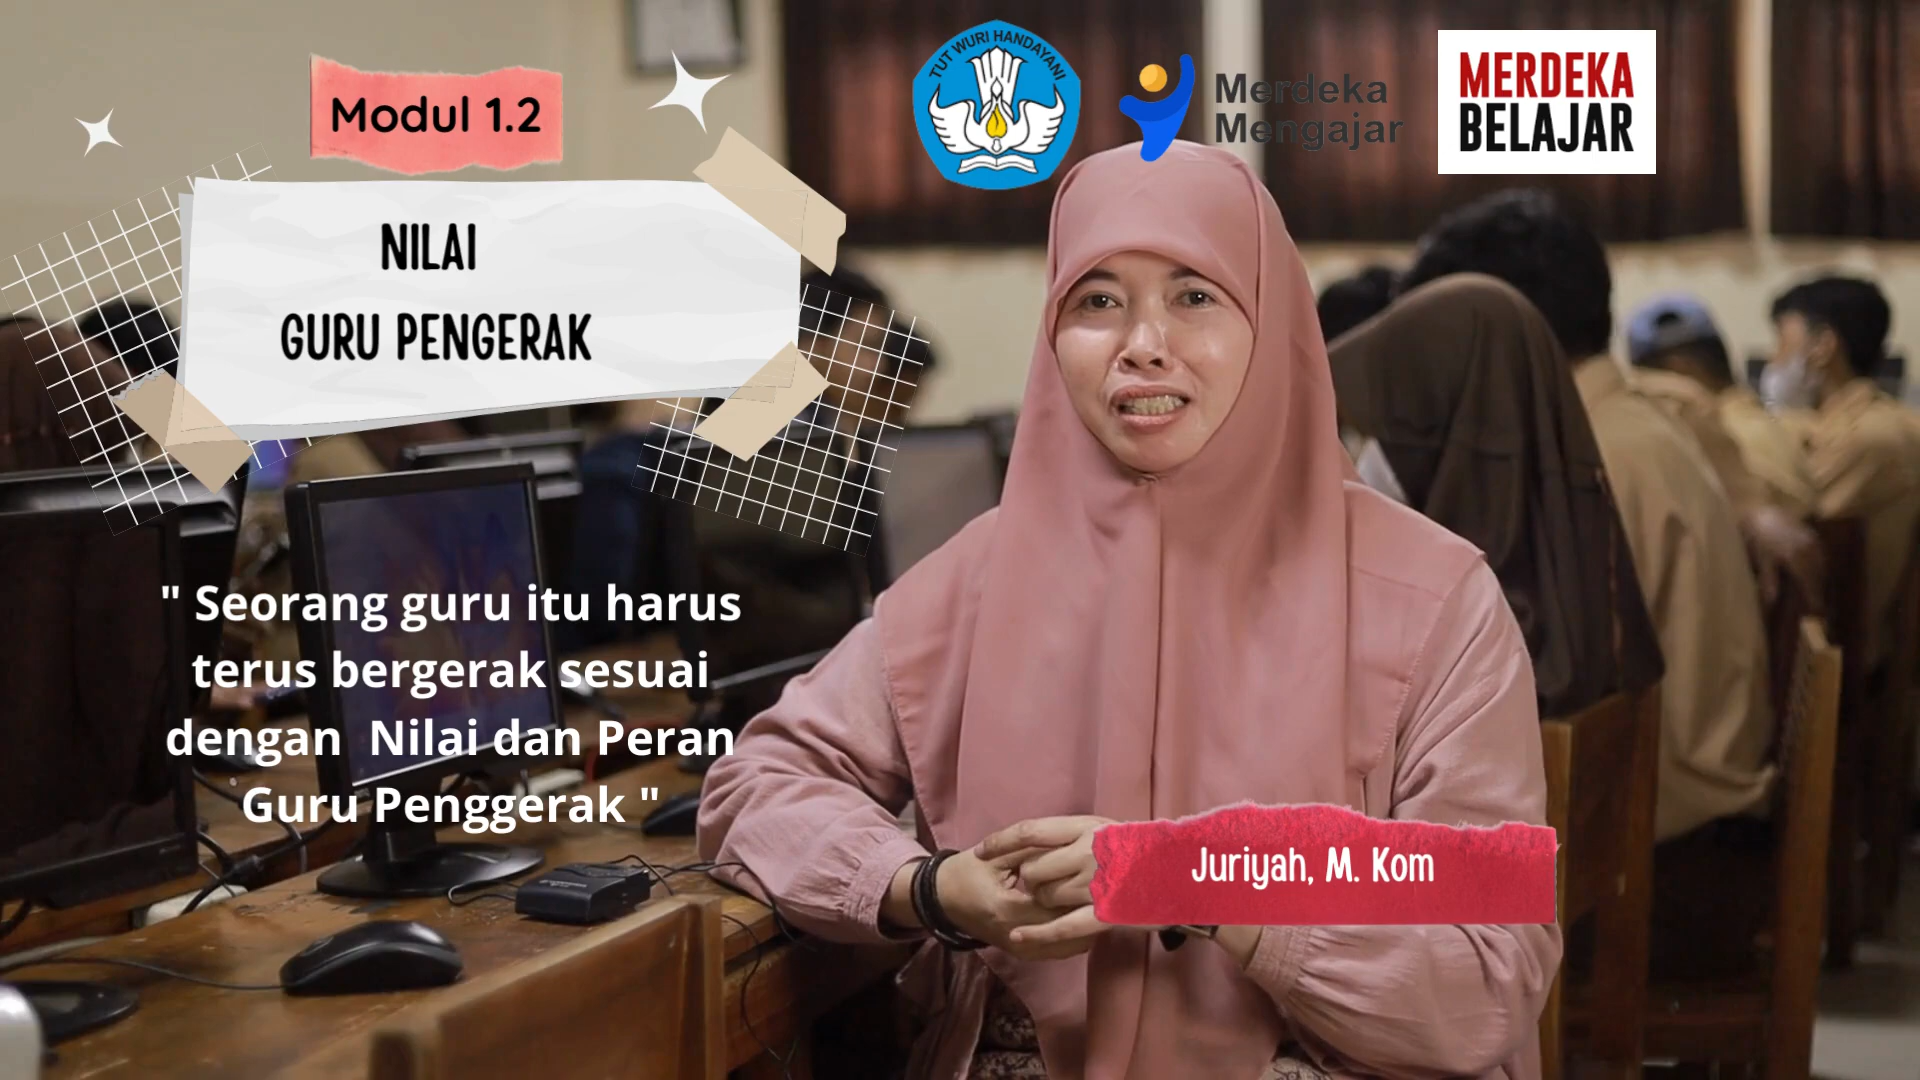 Modul 1.2
NILAI
GURU PENGERAK
TUT WURI HANDAYANI
Merdeka
Mengajar
MERDEKA
BELAJAR
" Seorang guru itu harus
terus bergerak sesuai
dengan  Nilai dan Peran
Guru Penggerak "
Juriyah, M. Kom